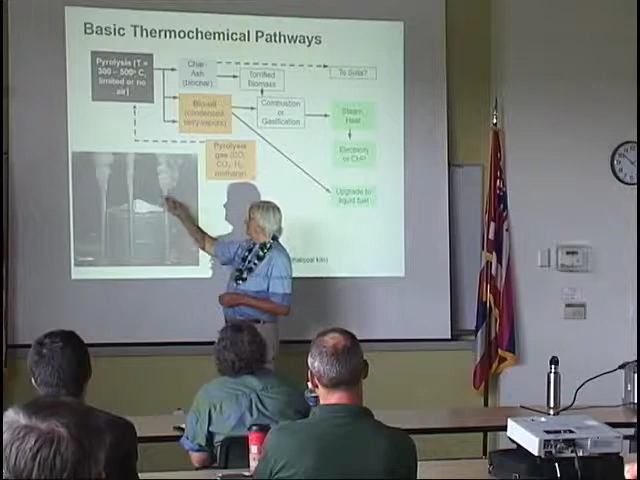 Basic Thermochemical Pathways
Pyrolysis (T =
300 – 500° C,
limited or no
air)
Char-
Ash
(biochar)
Torrified
Biomass
To Soils?
Bio-oil
(condensed
tarry-vapors)
Combustion
or
Gasification
Steam,
Heat
Electricity
or CHP
Pyrolysis
gas (CO,
CO2, H2,
methane)
Upgrade to
liquid fuel
charcoal kiln)